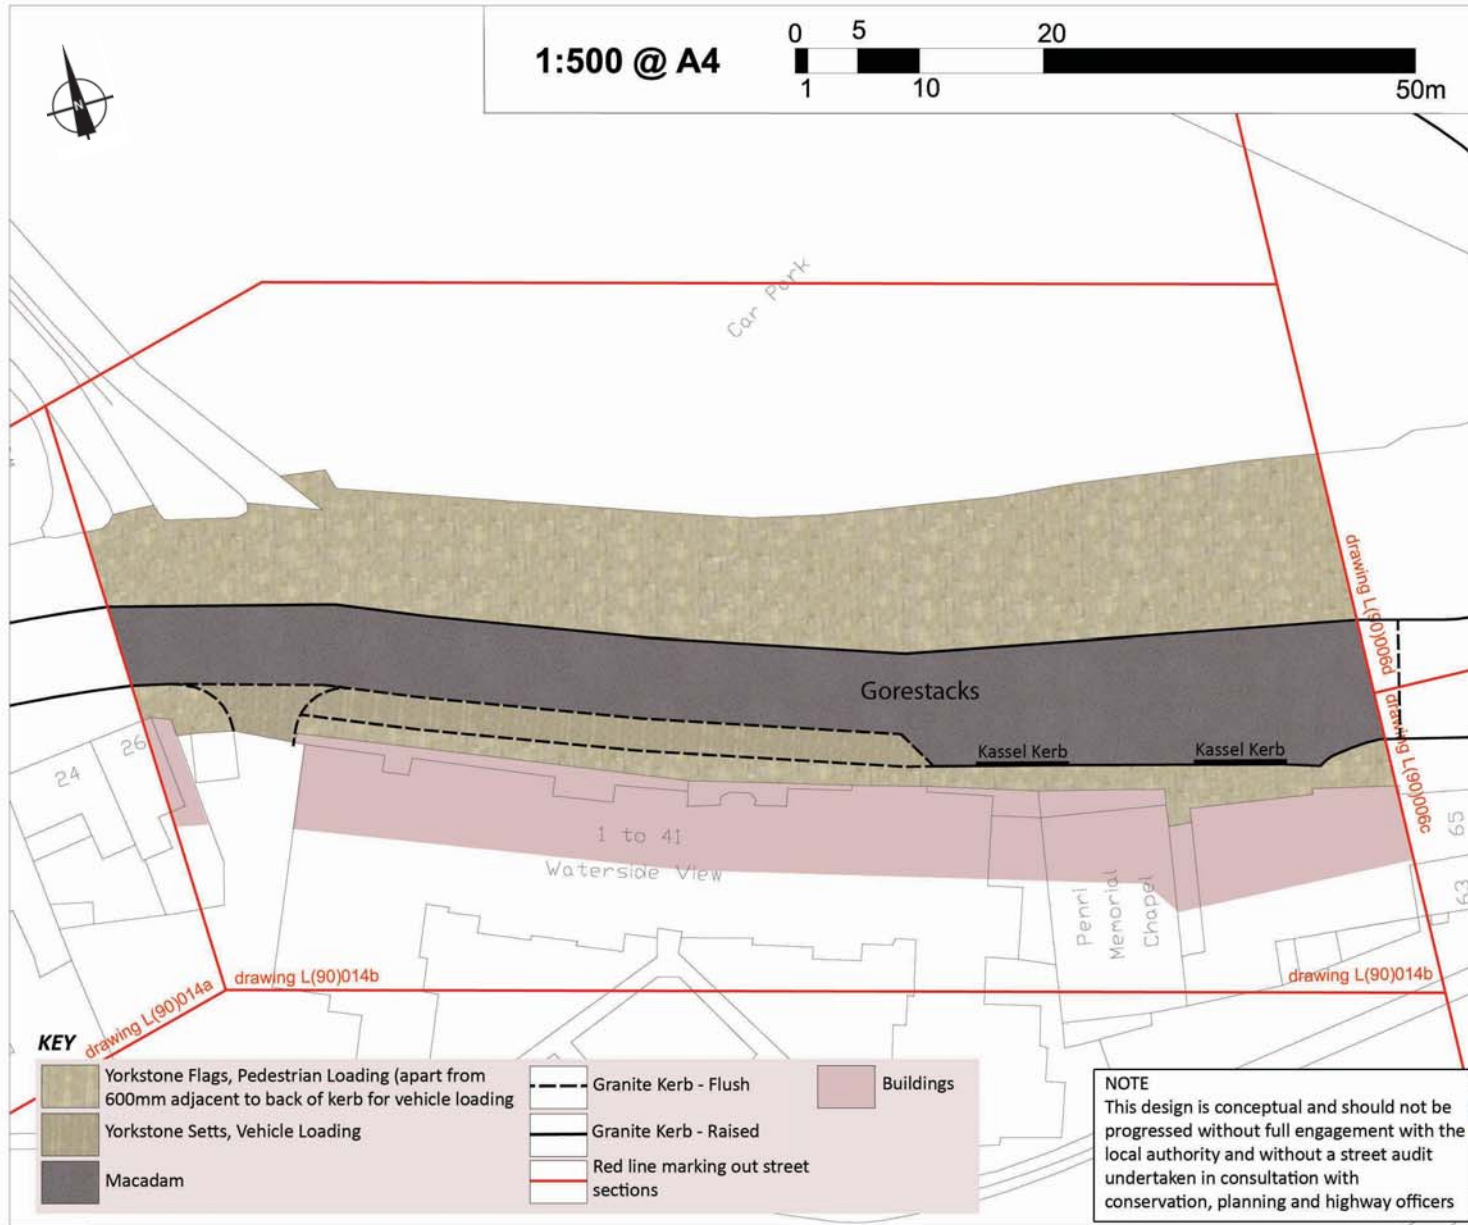 1:500 @ A4
0 5 20
1 10 50m
N
Car Park
drawing L(90)009d
drawing L(90)009c
Gorestacks
Kassel Kerb
Kassel Kerb
26
24
1 to 41
Waterside View
Penri
Memorial
Chapel
65
63
drawing L(90)014a
drawing L(90)014b
drawing L(90)014b
KEY
Yorkstone Flags, Pedestrian Loading (apart from
600mm adjacent to back of kerb for vehicle loading
Yorkstone Setts, Vehicle Loading
Macadam
Granite Kerb - Flush
Granite Kerb - Raised
Red line marking out street
sections
Buildings
NOTE
This design is conceptual and should not be
progressed without full engagement with the
local authority and without a street audit
undertaken in consultation with
conservation, planning and highway officers